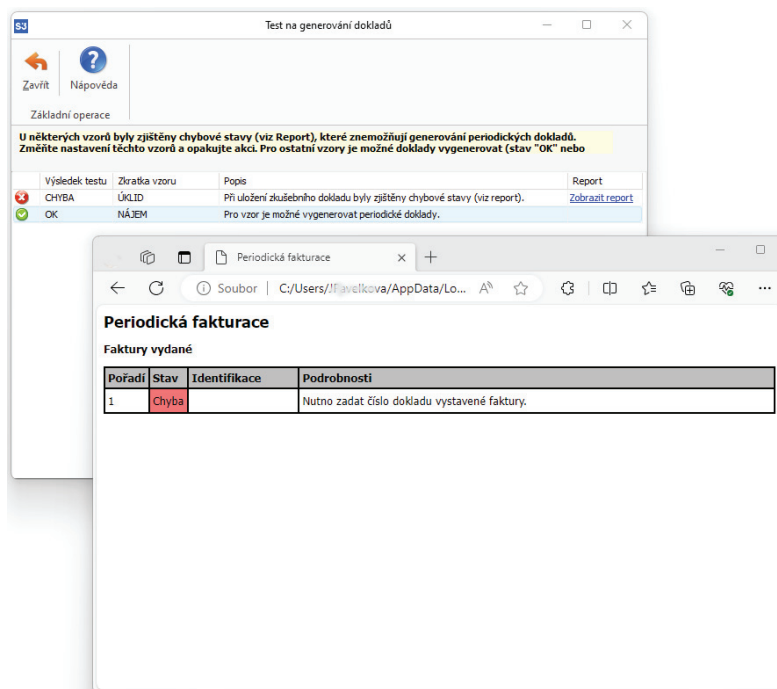 S3 Test na generování dokladů
Zavřít Nápověda
Základní operace
U některých vzorů byly zjištěny chybové stavy (viz Report), které znemožňují generování periodických dokladů.
Změňte nastavení těchto vzorů a opakujte akci. Pro ostatní vzory je možné doklady vygenerovat (stav "OK" nebo
Výsledek testu Zkratka vzoru Popis Report
CHYBA ÚKLID Při uložení zkušebního dokladu byly zjištěny chybové stavy (viz report). Zobrazit report
OK NÁJEM Pro vzor je možné vygenerovat periodické doklady.
Periodická fakturace
Soubor C:/Users/JPavelkova/AppData/Lo...
Periodická fakturace
Faktury vydané
Pořadí Stav Identifikace Podrobnosti
1 Chyba Nutno zadat číslo dokladu vystavené faktury.